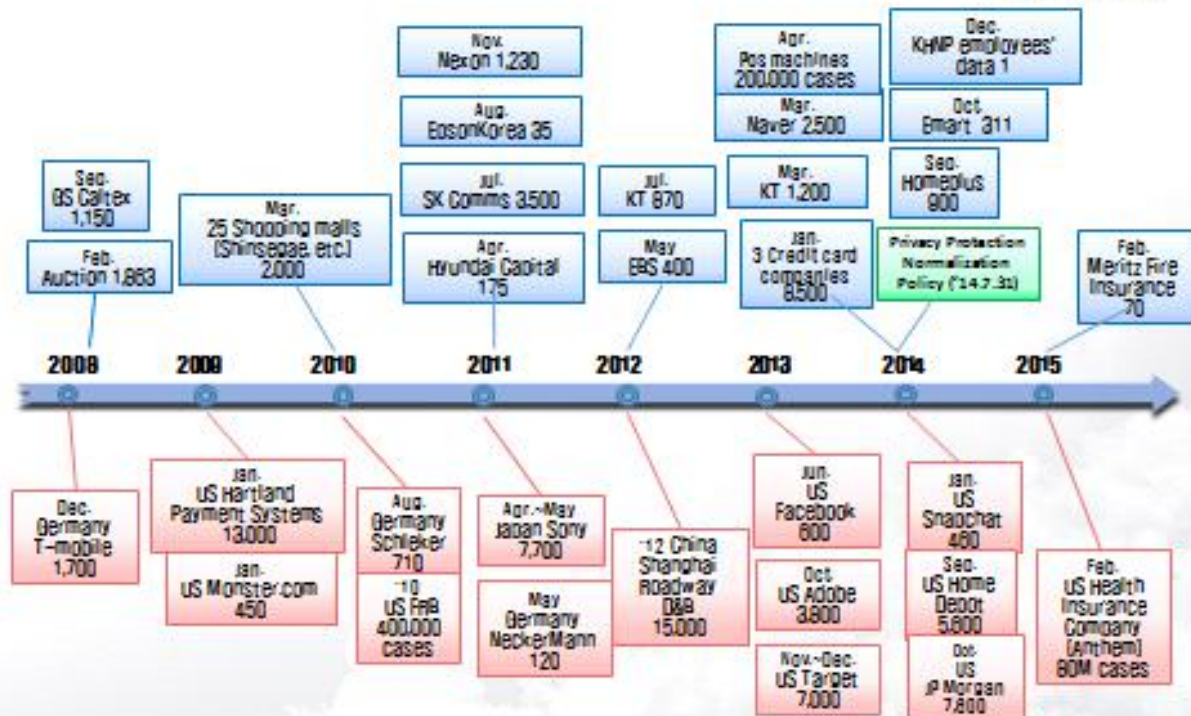 Nov.
Nexon 1,230
Aug.
EpsonKorea 35
Jul.
SK Comms 3,500
Apr.
Hyundai Capital
175
Apr.
Pos machines
200,000 cases
Mar.
Naver 2,500
Mar.
KT 1,200
Jan.
3 Credit card
companies
8,500
Dec.
KHNP employees'
data 1
Oct.
Emart 311
Sep.
Homeplus
900
Privacy Protection
Normalization
Policy ('14.7.31)
Sep.
GS Caltex
1,150
Feb.
Auction 1,863
Mar.
25 Shopping malls
(Shinsegae, etc.)
2,000
Jul.
KT 870
May
EBS 400
Feb.
Meritz Fire
Insurance
70
2008
2009
2010
2011
2012
2013
2014
2015
Dec.
Germany
T-mobile
1,700
Jan.
US Hartland
Payment Systems
13,000
Jan.
US Monster.com
450
Aug.
Germany
Schleker
710
'10
US FRB
400,000
cases
Apr.~May
Japan Sony
7,700
May
Germany
NeckerMann
120
'12 China
Shanghai
Roadway
D&B
15,000
Jun.
US
Facebook
600
Oct.
US Adobe
3,800
Nov.~Dec.
US Target
7,000
Jan.
US
Snapchat
460
Sep.
US Home
Depot
5,600
Oct.
US
JP Morgan
7,600
Feb.
US Health
Insurance
Company
(Anthem)
80M cases